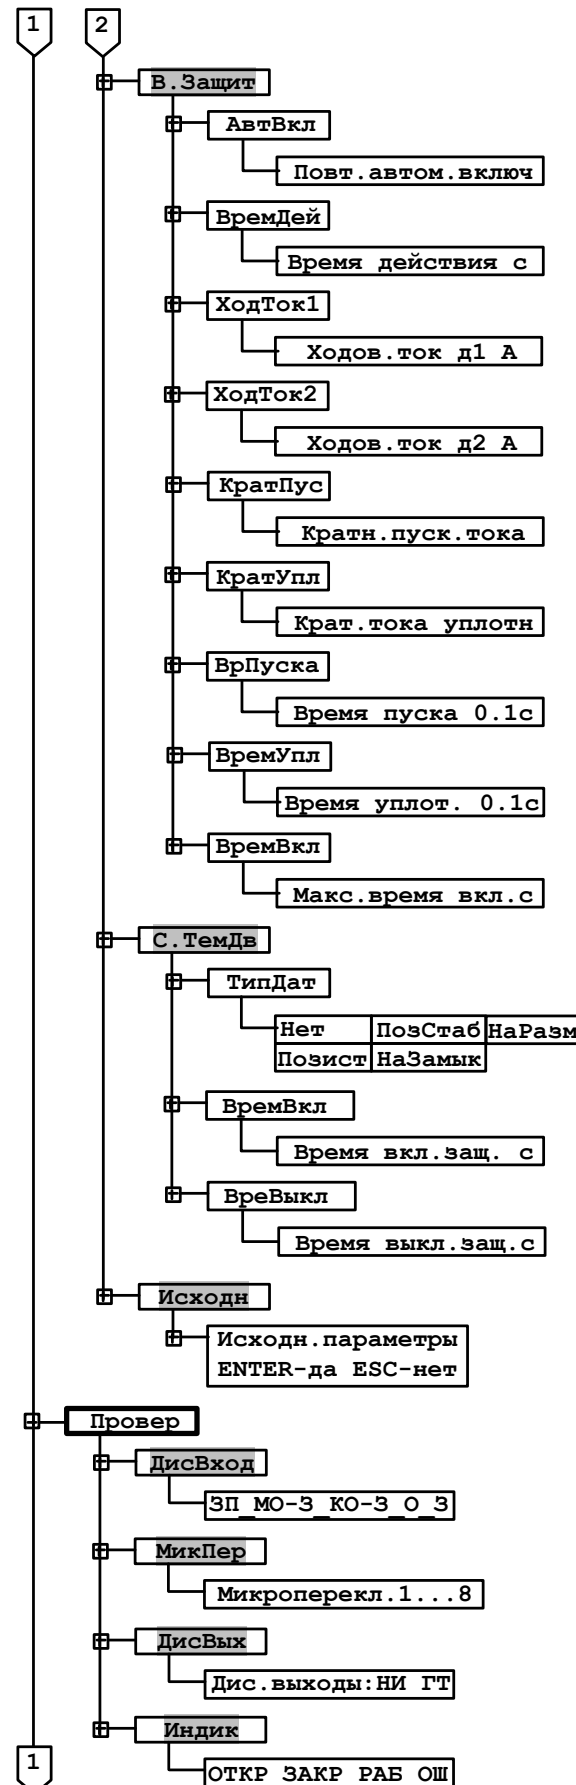 1 2
В.Защит
АвтВкл
Повт.автом.включ
ВремДей
Время действия с
ХодТок1
Ходов.ток д1 А
ХодТок2
Ходов.ток д2 А
КратПус
Кратн.пуск.тока
КратУпл
Крат.тока уплотн
ВрПуска
Время пуска 0.1с
ВремУпл
Время уплот. 0.1с
ВремВкл
Макс.время вкл.с
С.ТемДв
ТипДат
Нет ПозСтаб НаРазм
Позист НаЗамык
ВремВкл
Время вкл.защ. с
ВреВыкл
Время выкл.защ.с
Исходн
Исходн.параметры
ENTER-да ESC-нет
Провер
ДисВход
ЗП_МО-З_КО-З_О_З
МикПер
Микроперекл.1...8
ДисВых
Дис.выходы:НИ ГТ
Индик
1
ОТКР ЗАКР РАБ ОШ